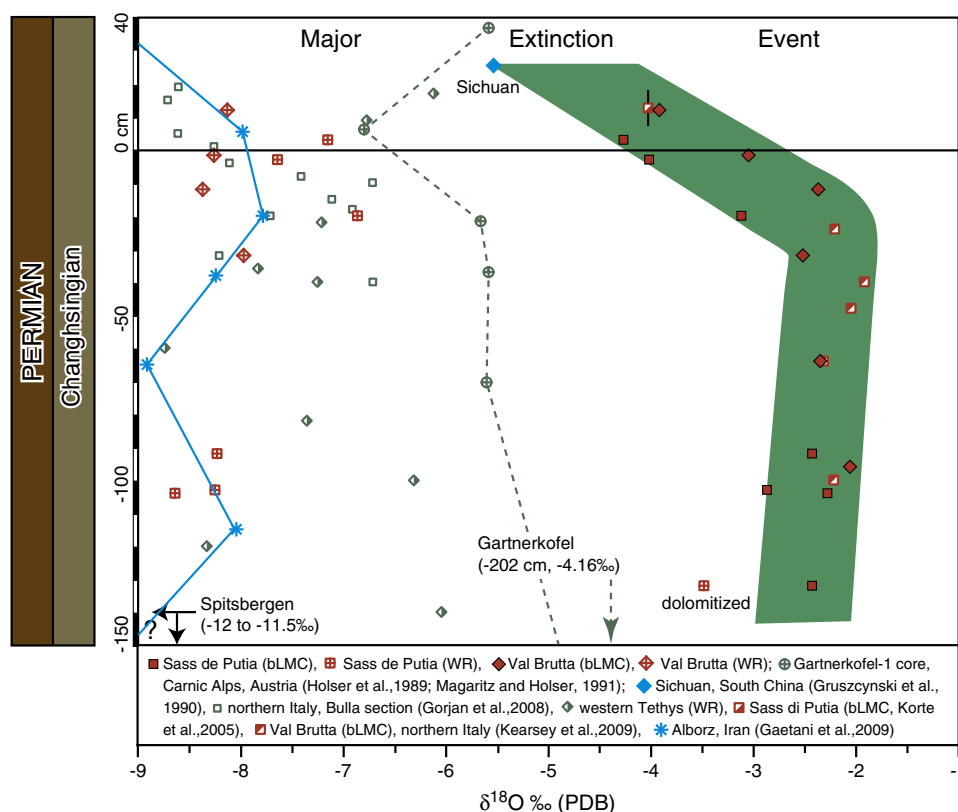 Major Extinction Event
40
Sichuan
0 cm
PERMIAN
Changhsingian
-50
-100
Gartnerkofel
(-202 cm, -4.16‰)
dolomitized
Spitsbergen
(-12 to -11.5‰)
?
-150
Sass de Putia (bLMC), Sass de Putia (WR), Val Brutta (bLMC), Val Brutta (WR); Gartnerkofel-1 core,
Carnic Alps, Austria (Holser et al.,1989; Magaritz and Holser, 1991); Sichuan, South China (Gruszcynski et al.,
1990), northern Italy, Bulla section (Gorjan et al.,2008), western Tethys (WR), Sass di Putia (bLMC, Korte
et al.,2005), Val Brutta (bLMC), northern Italy (Kearsey et al.,2009), Alborz, Iran (Gaetani et al.,2009)
-9 -8 -7 -6 -5 -4 -3 -2 -1
δ18O ‰ (PDB)